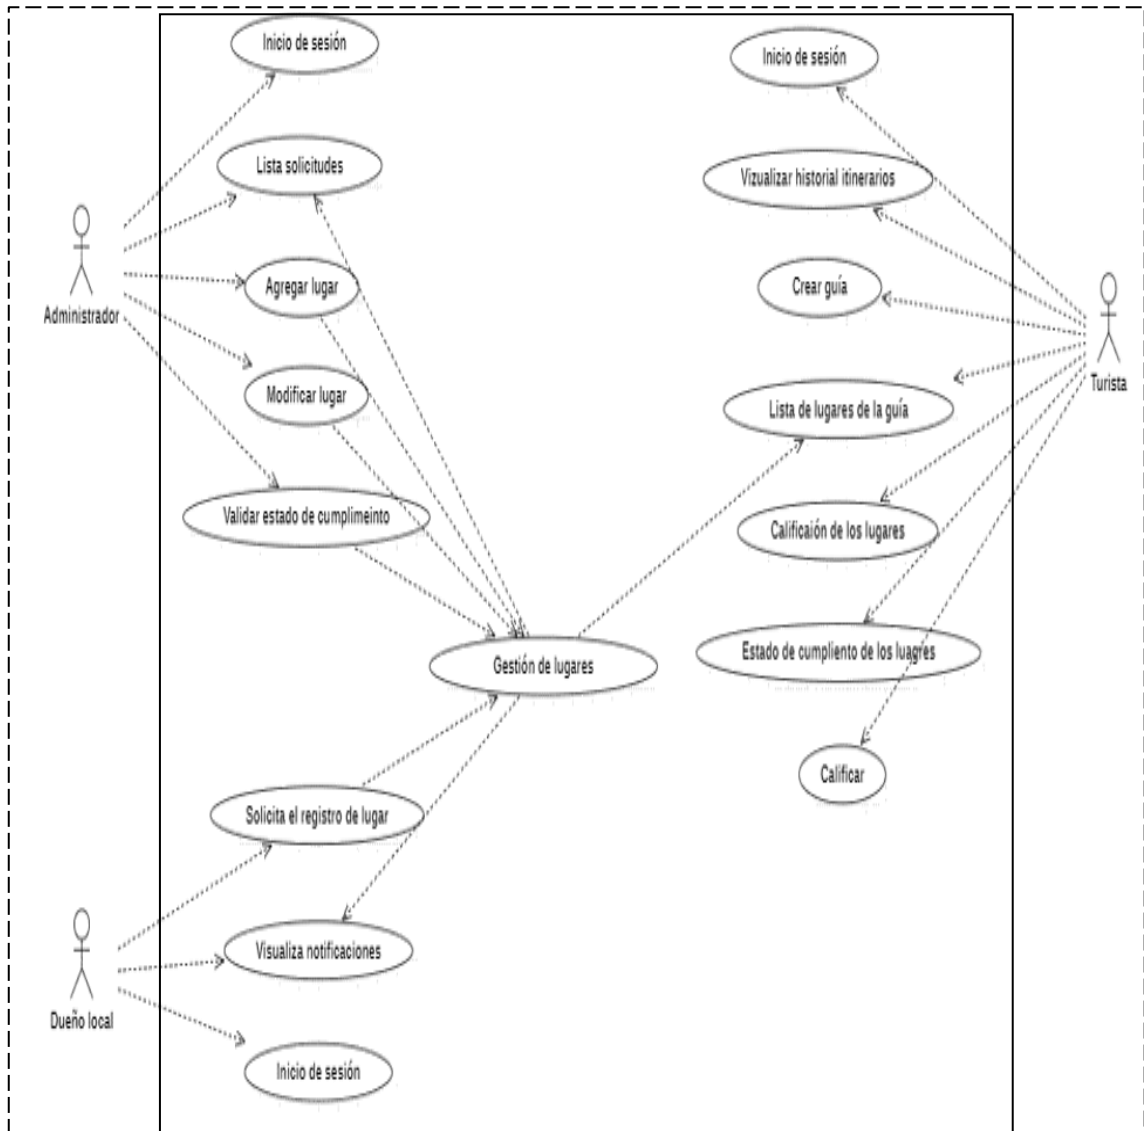 Inicio de sesión
Inicio de sesión
Lista solicitudes
Vizualizar historial itinerarios
Agregar lugar
Crear guía
Administrador
Modificar lugar
Turista
Lista de lugares de la guía
Validar estado de cumplimeinto
Calificaión de los lugares
Gestión de lugares
Estado de cumpliento de los luagres
Calificar
Solicita el registro de lugar
Visualiza notificaciones
Dueño local
Inicio de sesión